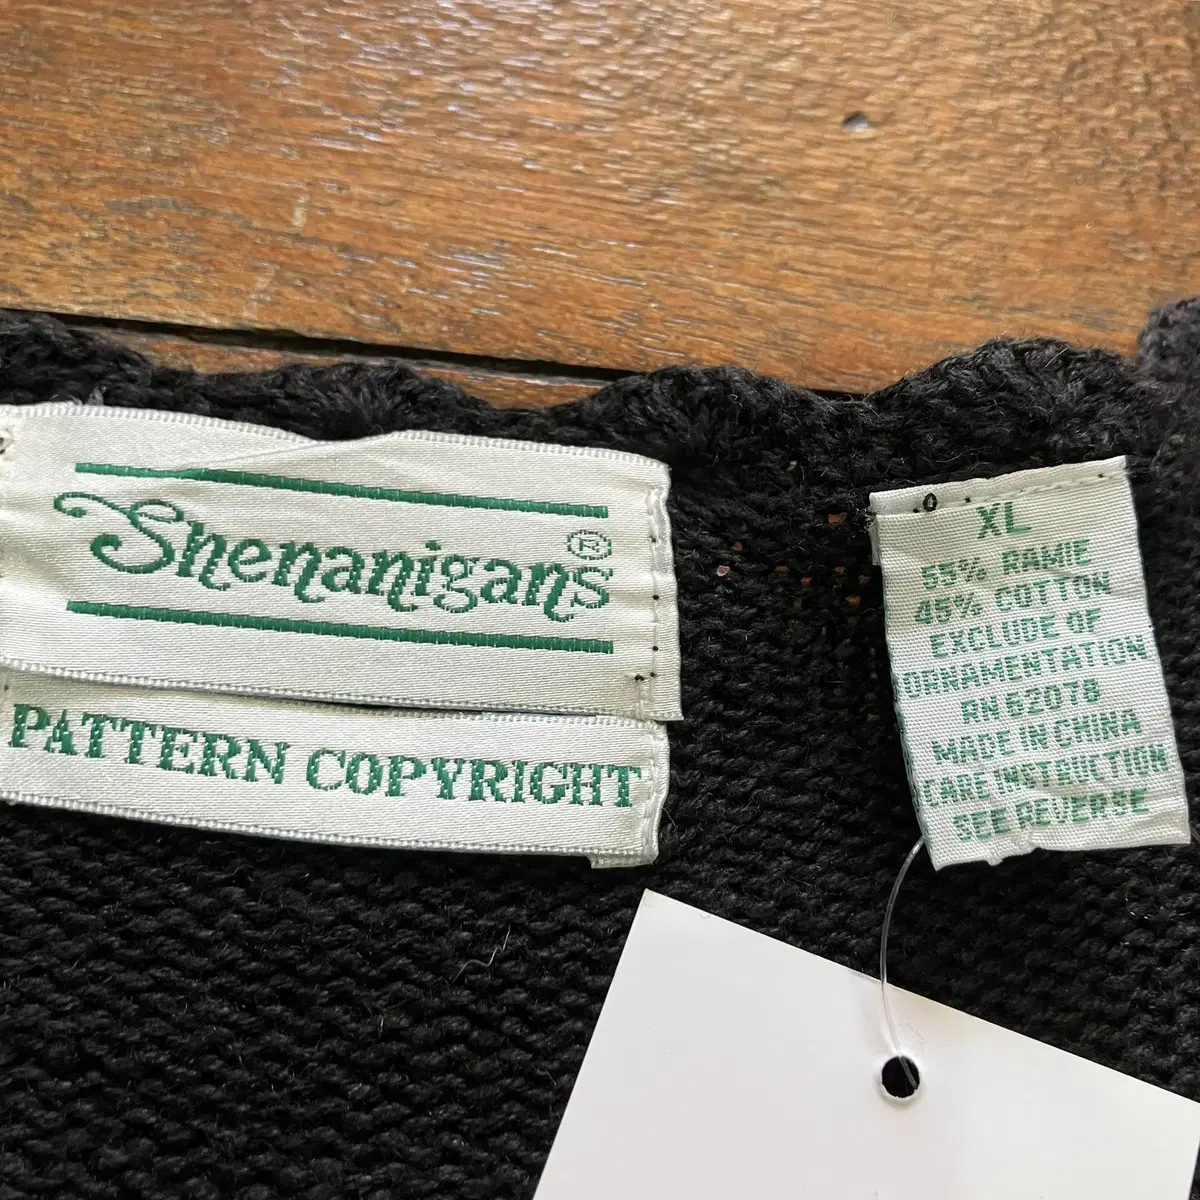 Shenanigans®
PATTERN COPYRIGHT
XL
55% RAMIE
45% COTTON
EXCLUDE OF
ORNAMENTATION
RN 62078
MADE IN CHINA
CARE INSTRUCTION
SEE REVERSE